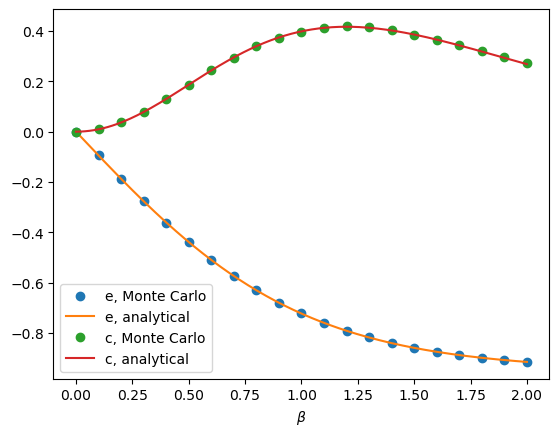 0.4
0.2
0.0
−0.2
−0.4
−0.6
−0.8
e, Monte Carlo
e, analytical
c, Monte Carlo
c, analytical
0.00 0.25 0.50 0.75 1.00 1.25 1.50 1.75 2.00
β